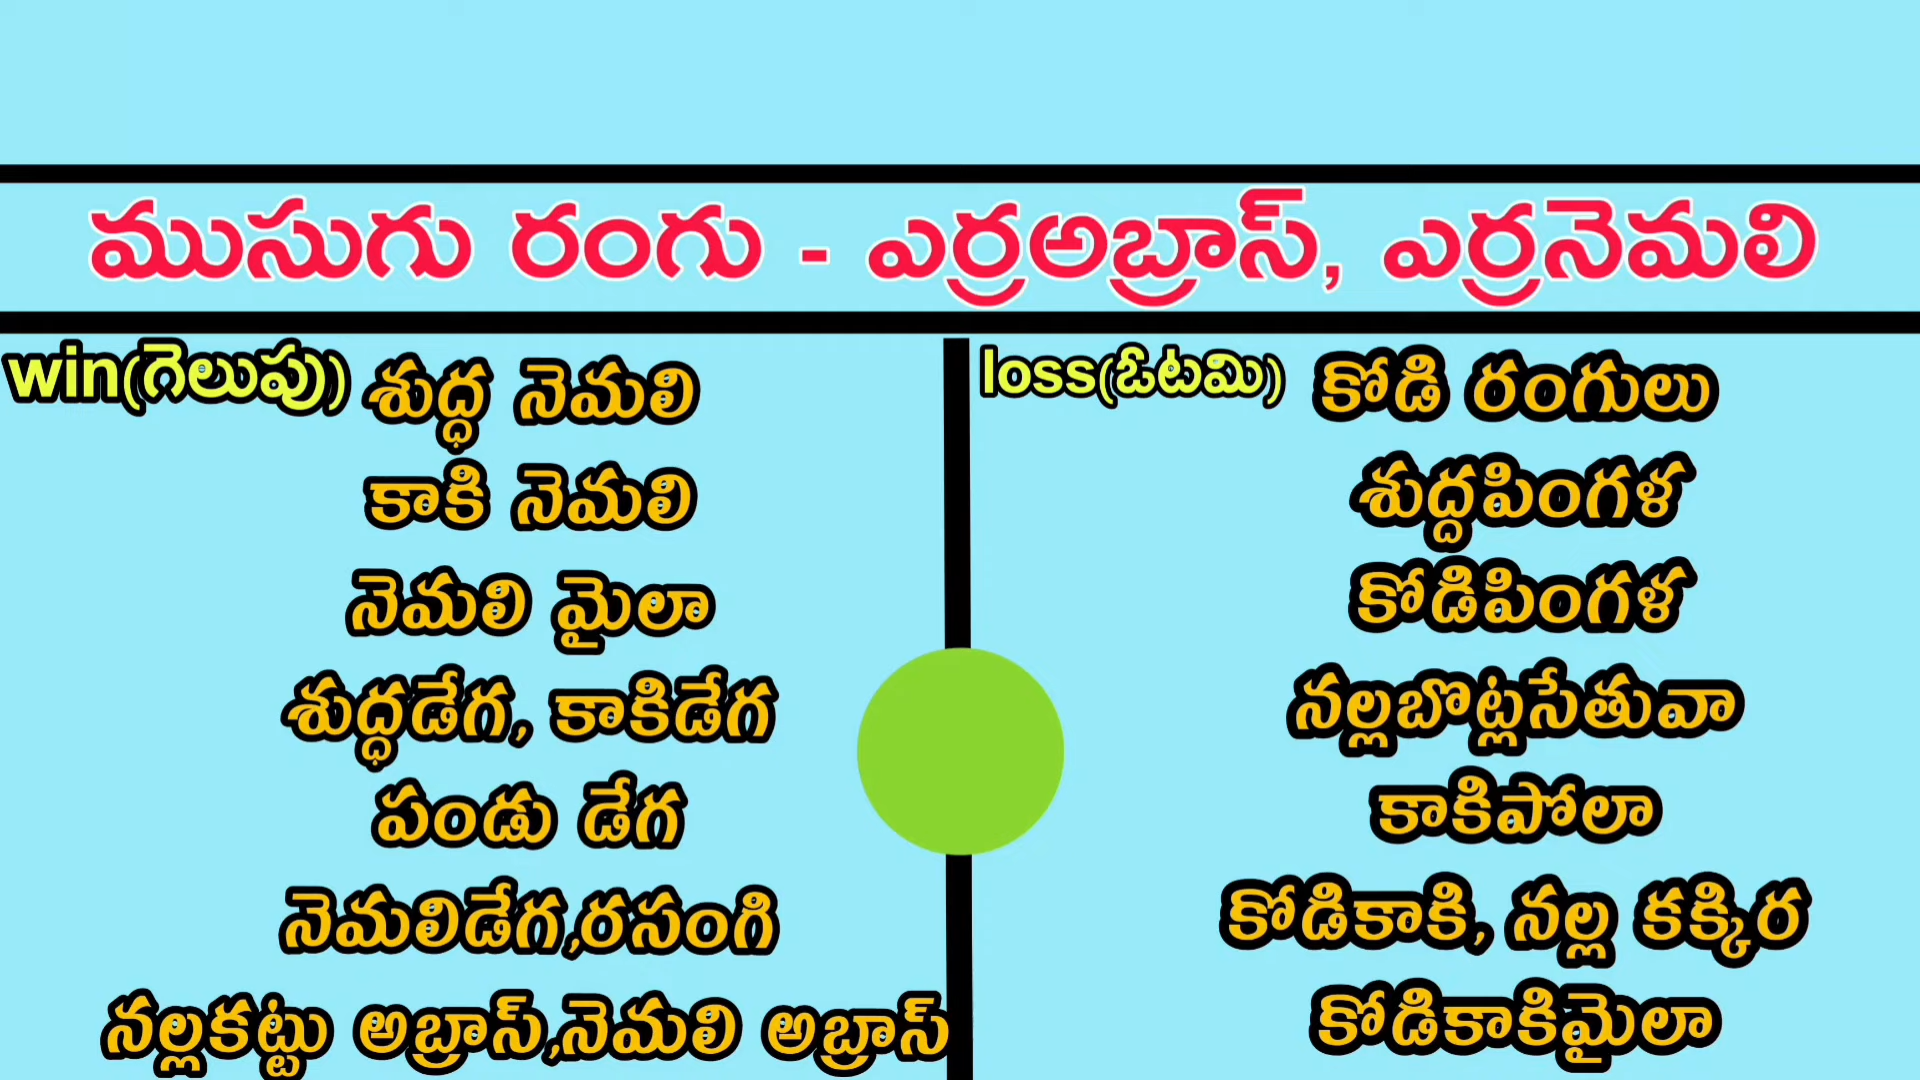 ముసుగు రంగు - ఎర్రఅబ్రాస్, ఎర్రనెమలి
win(గెలుపు) శుద్ధ నెమలి
కాకి నెమలి
నెమలి మైలా
శుద్ధడేగ, కాకిడేగ
పండు డేగ
నెమలిడేగ,రసంగి
నల్లకట్టు అబ్రాస్,నెమలి అబ్రాస్
loss(ఓటమి) కోడి రంగులు
శుద్దపింగళ
కోడిపింగళ
నల్లబొట్లసేతువా
కాకిపోలా
కోడికాకి, నల్ల కక్కిర
కోడికాకిమైలా